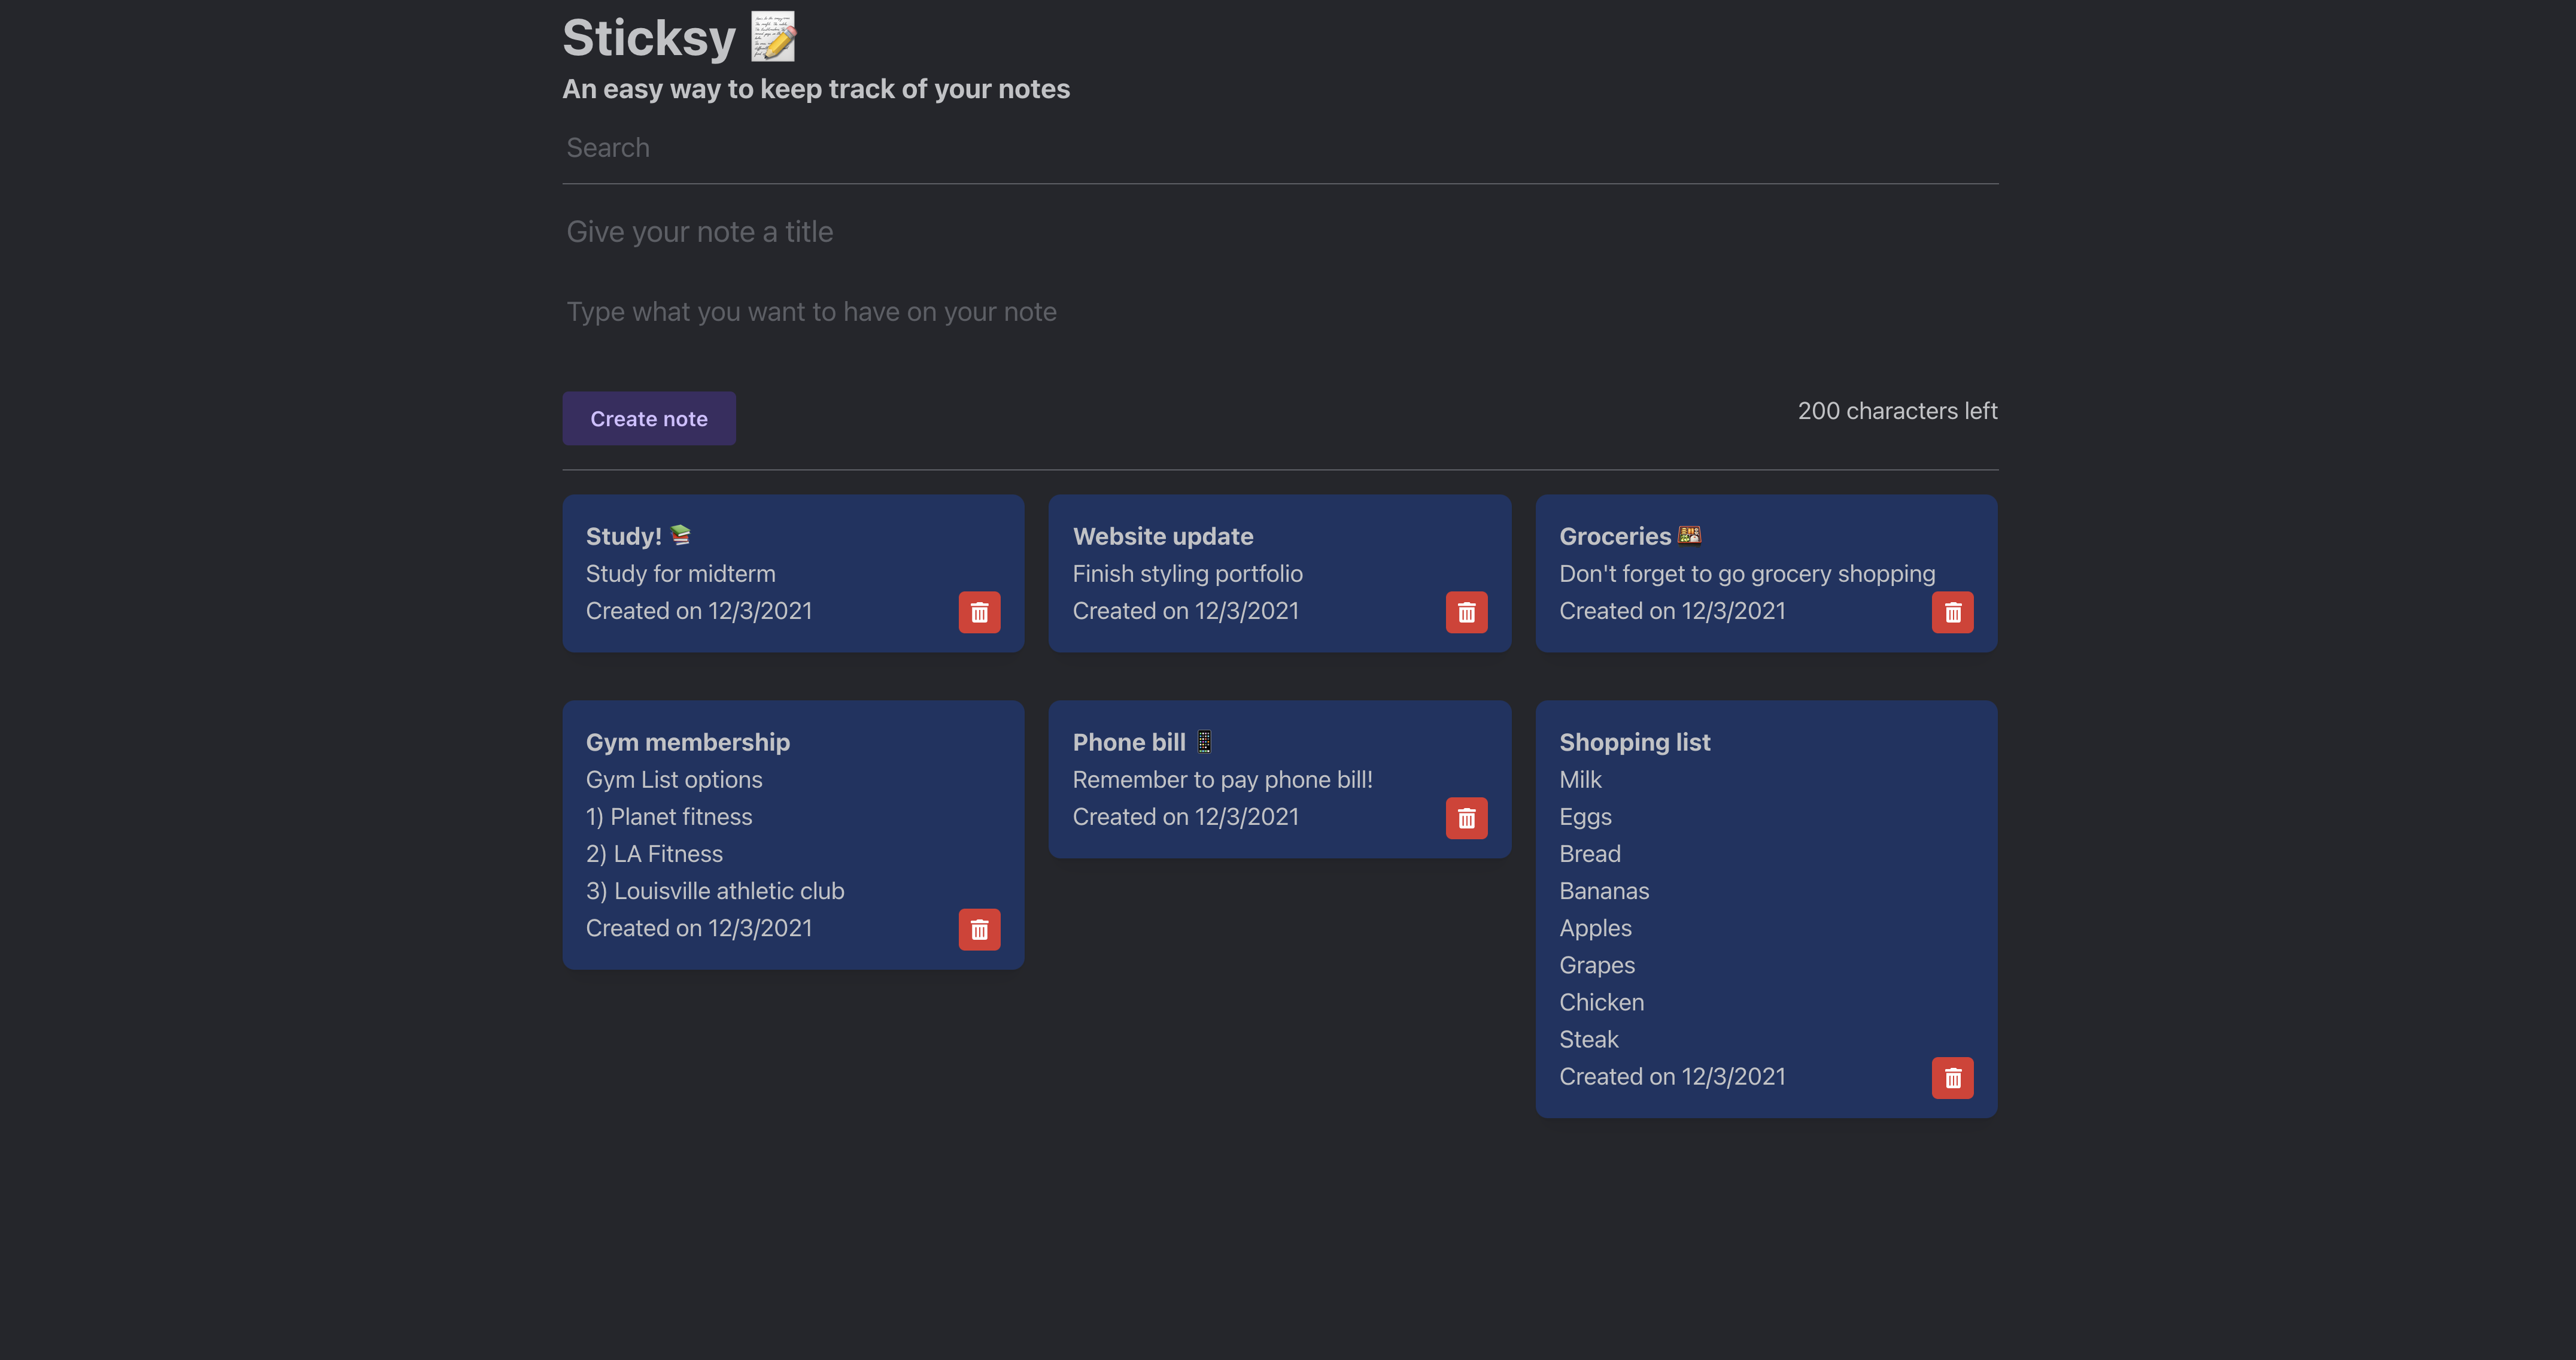 Sticksy 📝
An easy way to keep track of your notes
Search
Give your note a title
Type what you want to have on your note
Create note
200 characters left
Study! 📚
Study for midterm
Created on 12/3/2021
Website update
Finish styling portfolio
Created on 12/3/2021
Groceries 🍱
Don't forget to go grocery shopping
Created on 12/3/2021
Gym membership
Gym List options
1) Planet fitness
2) LA Fitness
3) Louisville athletic club
Created on 12/3/2021
Phone bill 📱
Remember to pay phone bill!
Created on 12/3/2021
Shopping list
Milk
Eggs
Bread
Bananas
Apples
Grapes
Chicken
Steak
Created on 12/3/2021